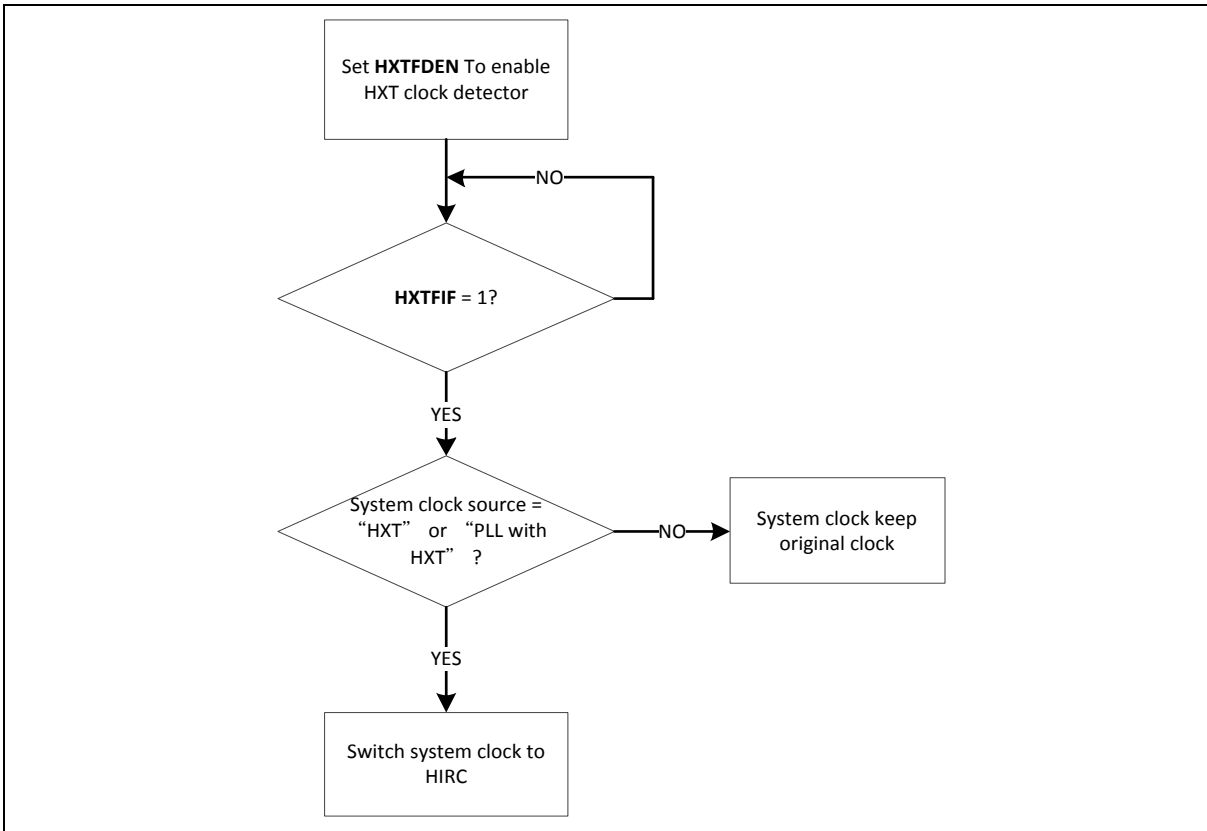 Set HXTFDEN To enable
HXT clock detector
NO
HXTFIF = 1?
YES
System clock source =
“HXT” or “PLL with
HXT” ?
NO
System clock keep
original clock
YES
Switch system clock to
HIRC